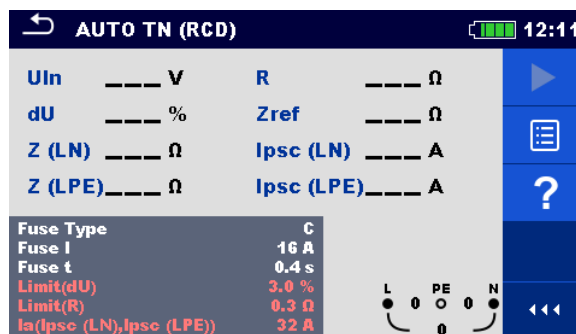 AUTO TN (RCD) 12:11
Uln ___ V R ___ Ω
dU ___ % Zref ___ Ω
Z (LN) ___ Ω Ipsc (LN) ___ A
Z (LPE)___ Ω Ipsc (LPE)___ A
?
Fuse Type C
Fuse I 16 A
Fuse t 0.4 s
Limit(dU) 3.0 %
Limit(R) 0.3 Ω
Ia(Ipsc (LN),Ipsc (LPE)) 32 A
L PE N
0 0
0